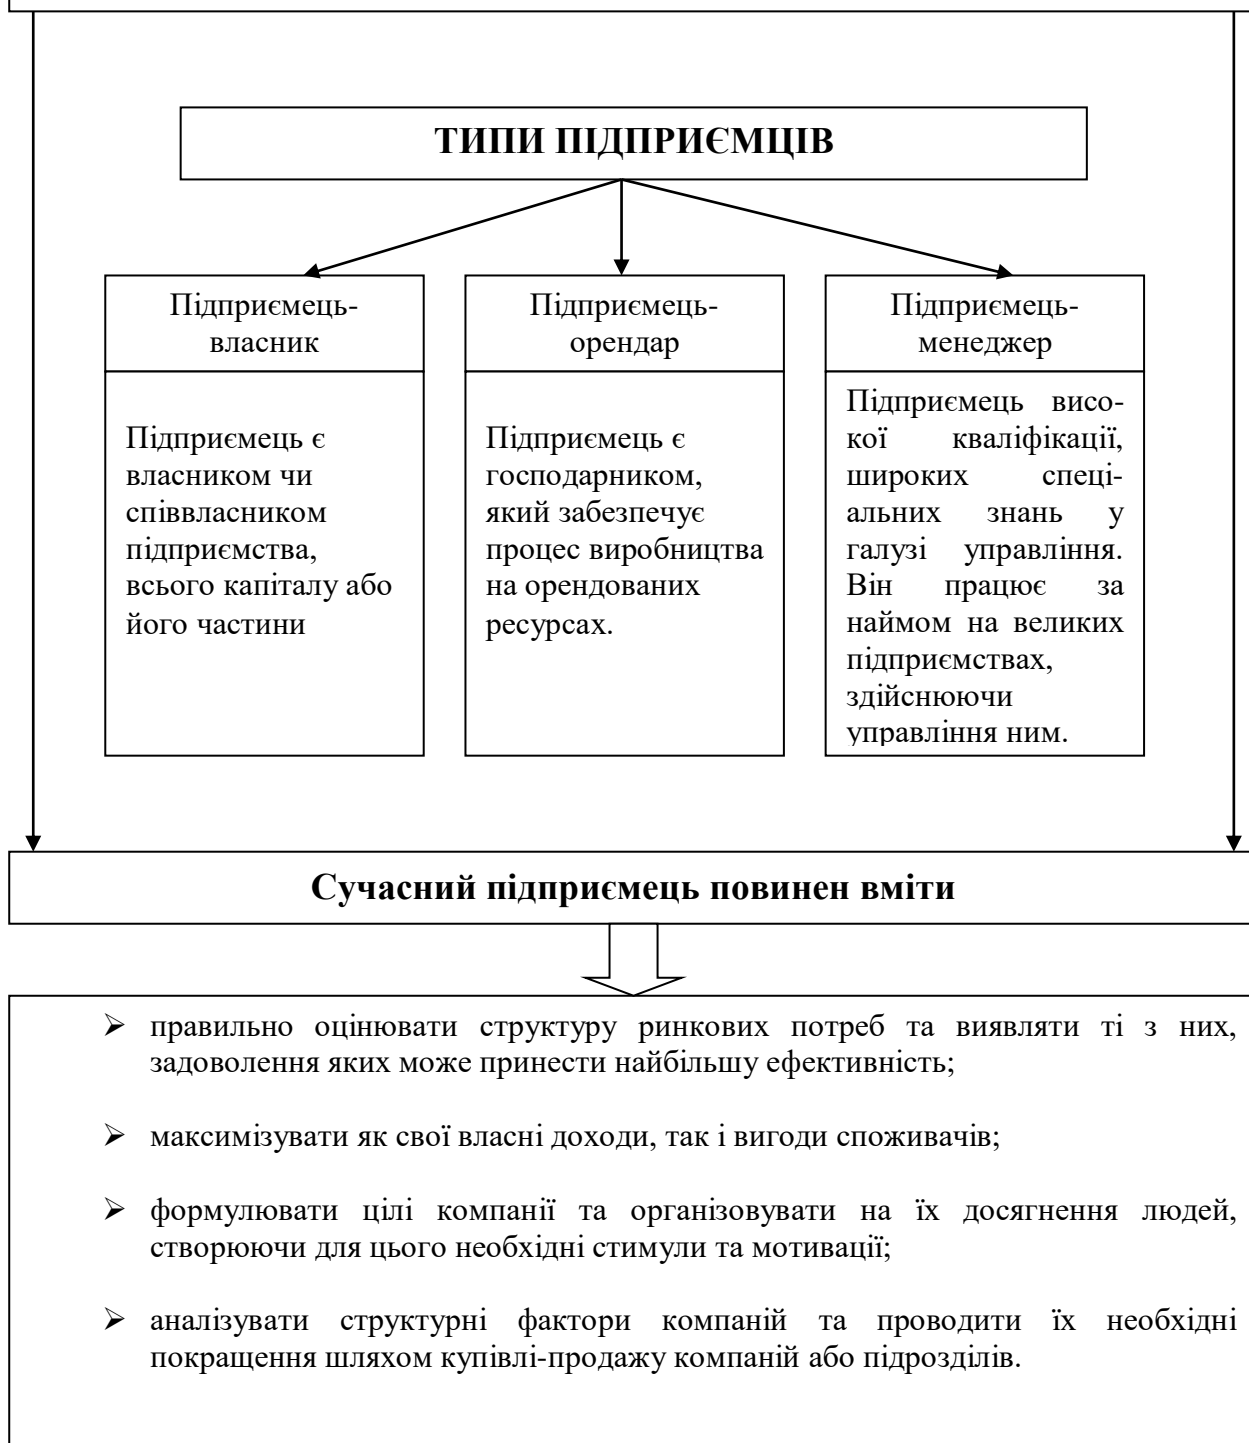 ТИПИ ПІДПРИЄМЦІВ
Підприємець-
власник
Підприємець є
власником чи
співвласником
підприємства,
всього капіталу або
його частини
Підприємець-
орендар
Підприємець є
господарником,
який забезпечує
процес виробництва
на орендованих
ресурсах.
Підприємець-
менеджер
Підприємець висо-
кої кваліфікації,
широких спеці-
альних знань у
галузі управління.
Він працює за
наймом на великих
підприємствах,
здійснюючи
управління ним.
Сучасний підприємець повинен вміти
➢ правильно оцінювати структуру ринкових потреб та виявляти ті з них,
задоволення яких може принести найбільшу ефективність;
➢ максимізувати як свої власні доходи, так і вигоди споживачів;
➢ формулювати цілі компанії та організовувати на їх досягнення людей,
створюючи для цього необхідні стимули та мотивації;
➢ аналізувати структурні фактори компаній та проводити їх необхідні
покращення шляхом купівлі-продажу компаній або підрозділів.